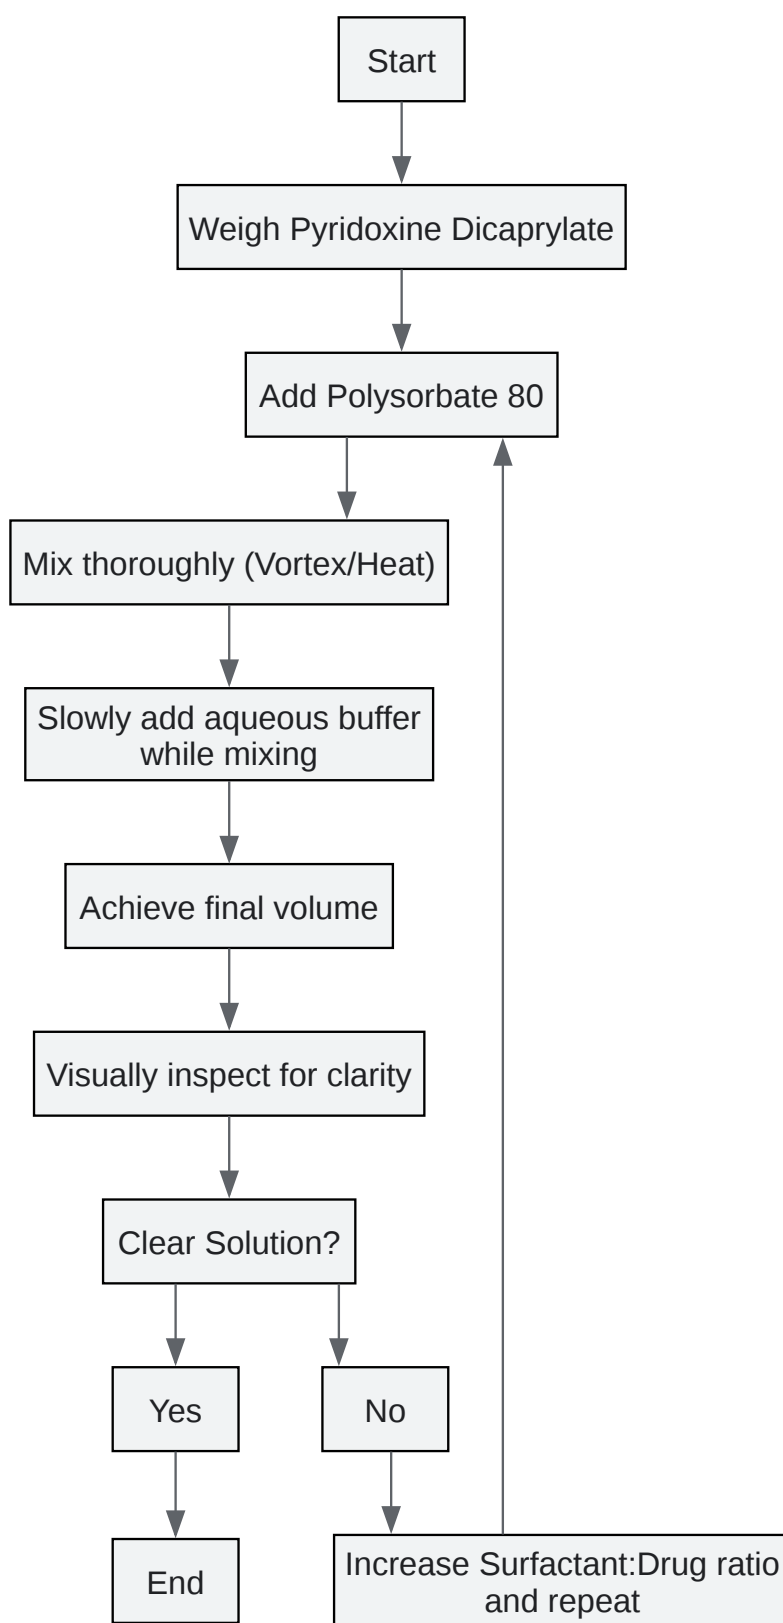 Start
Weigh Pyridoxine Dicaprylate
Add Polysorbate 80
Mix thoroughly (Vortex/Heat)
Slowly add aqueous buffer
while mixing
Achieve final volume
Visually inspect for clarity
Clear Solution?
Yes
No
End
Increase Surfactant:Drug ratio
and repeat